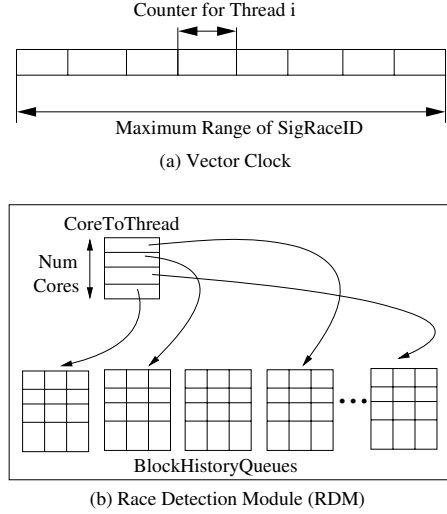 Counter for Thread i
Maximum Range of SigRaceID
(a) Vector Clock
CoreToThread
Num
Cores
BlockHistoryQueues
(b) Race Detection Module (RDM)